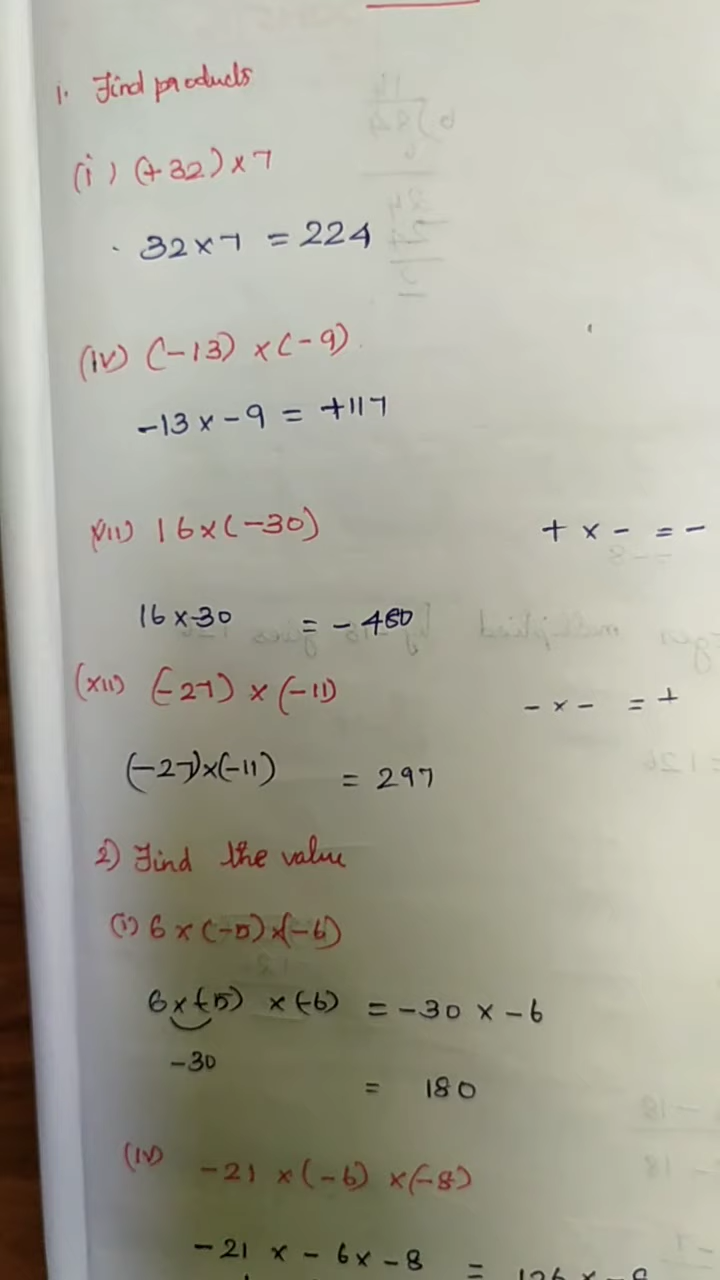 1. Find products
(i) (+32) x 7
32 x 7 = 224
(iv) (-13) x (-9)
-13 x -9 = +117
(vii) 16 x (-30)
+ x - = -
16 x -30 = -480
(xii) (-27) x (-11)
- x - = +
(-27) x (-11) = 297
2) Find the value
(i) 6 x (-5) x (-6)
6 x (-5) x (-6) = -30 x -6
-30
= 180
(iv) -21 x (-6) x (-8)
-21 x -6 x -8 = 126 x -8